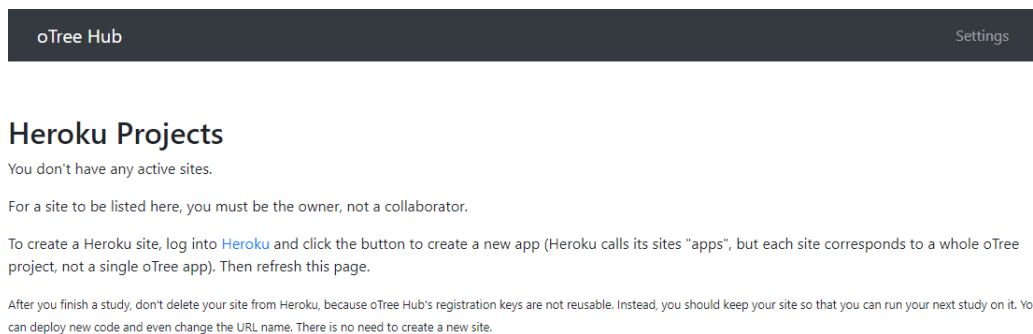 oTree Hub Settings
Heroku Projects
You don't have any active sites.
For a site to be listed here, you must be the owner, not a collaborator.
To create a Heroku site, log into Heroku and click the button to create a new app (Heroku calls its sites "apps", but each site corresponds to a whole oTree
project, not a single oTree app). Then refresh this page.
After you finish a study, don't delete your site from Heroku, because oTree Hub's registration keys are not reusable. Instead, you should keep your site so that you can run your next study on it. Yo
can deploy new code and even change the URL name. There is no need to create a new site.